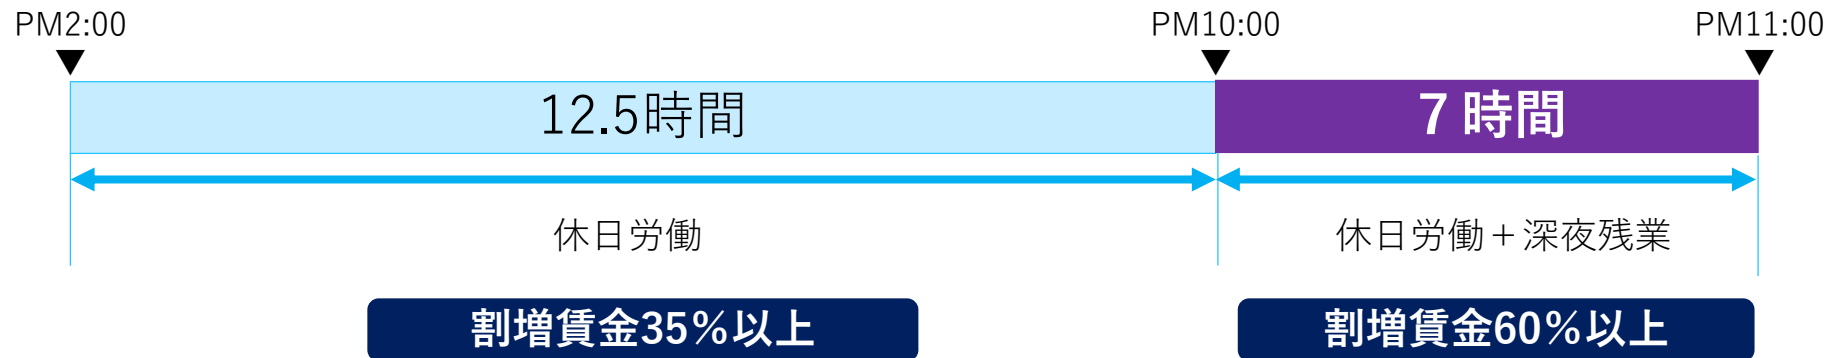 PM2:00
PM10:00
PM11:00
12.5時間
7 時間
休日労働
休日労働＋深夜残業
割増賃金35%以上
割増賃金60%以上